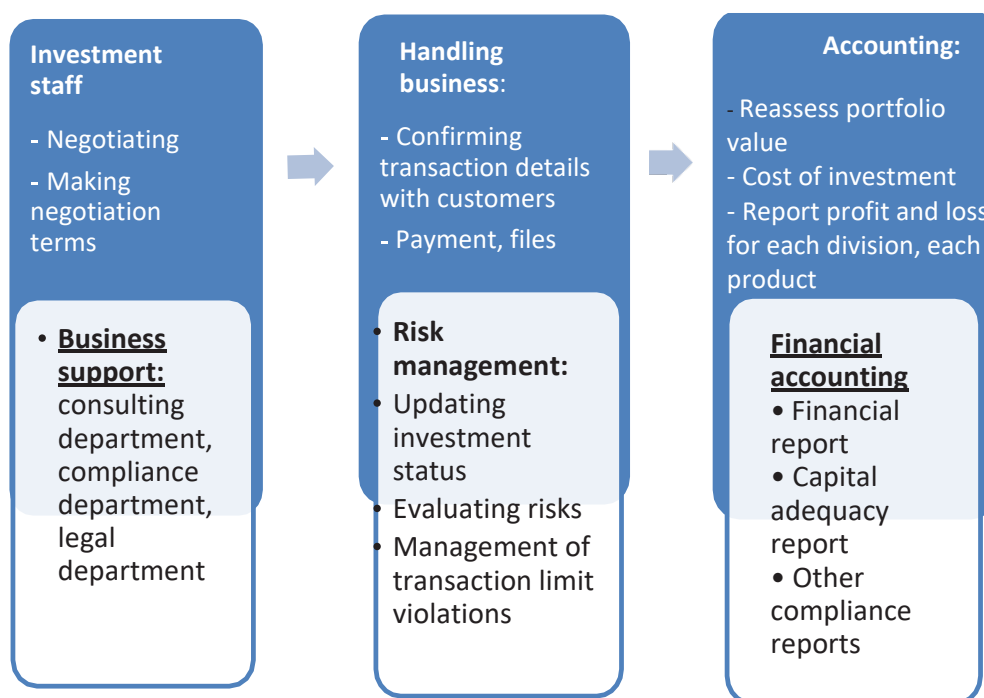 Investment
staff
- Negotiating
- Making
negotiation
terms
• Business
support:
consulting
department,
compliance
department,
legal
department
Handling
business:
- Confirming
transaction details
with customers
- Payment, files
• Risk
management:
• Updating
investment
status
• Evaluating risks
• Management of
transaction limit
violations
Accounting:
- Reassess portfolio
value
- Cost of investment
- Report profit and loss
for each division, each
product
Financial
accounting
• Financial
report
• Capital
adequacy
report
• Other
compliance
reports